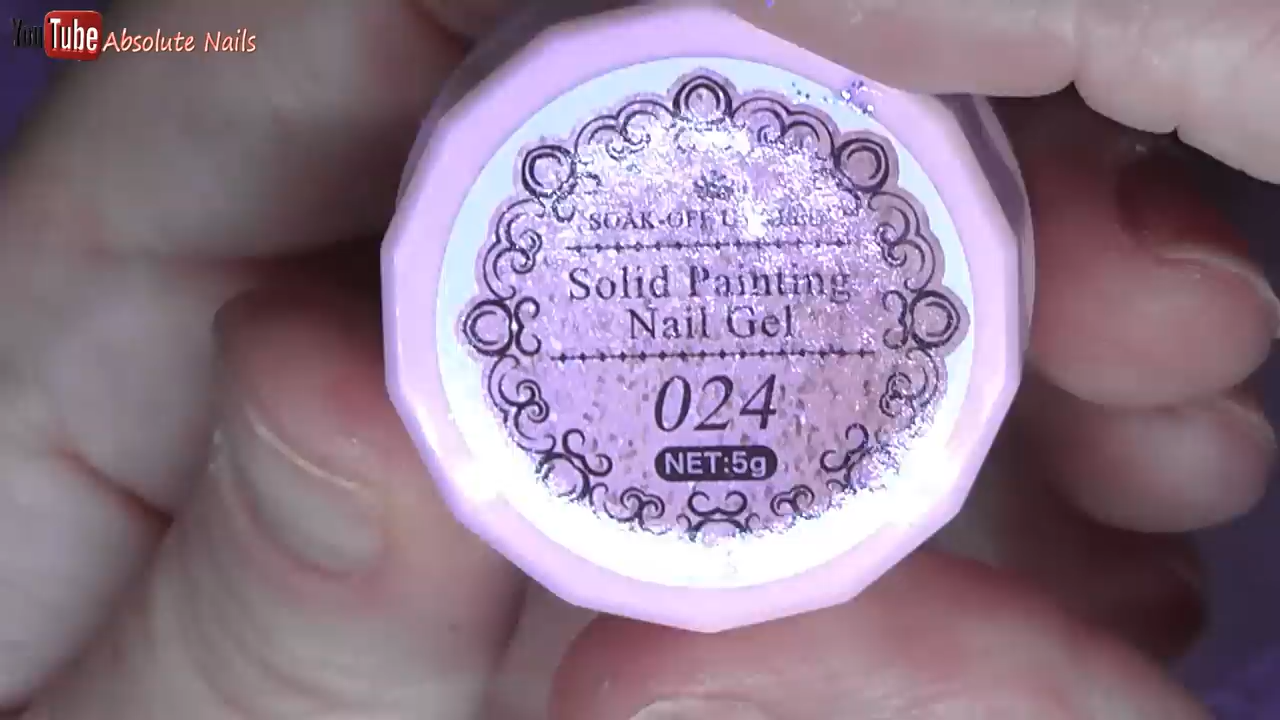 YouTube Absolute Nails
SOAK-OFF
Solid Painting
Nail Gel
024
NET:5g